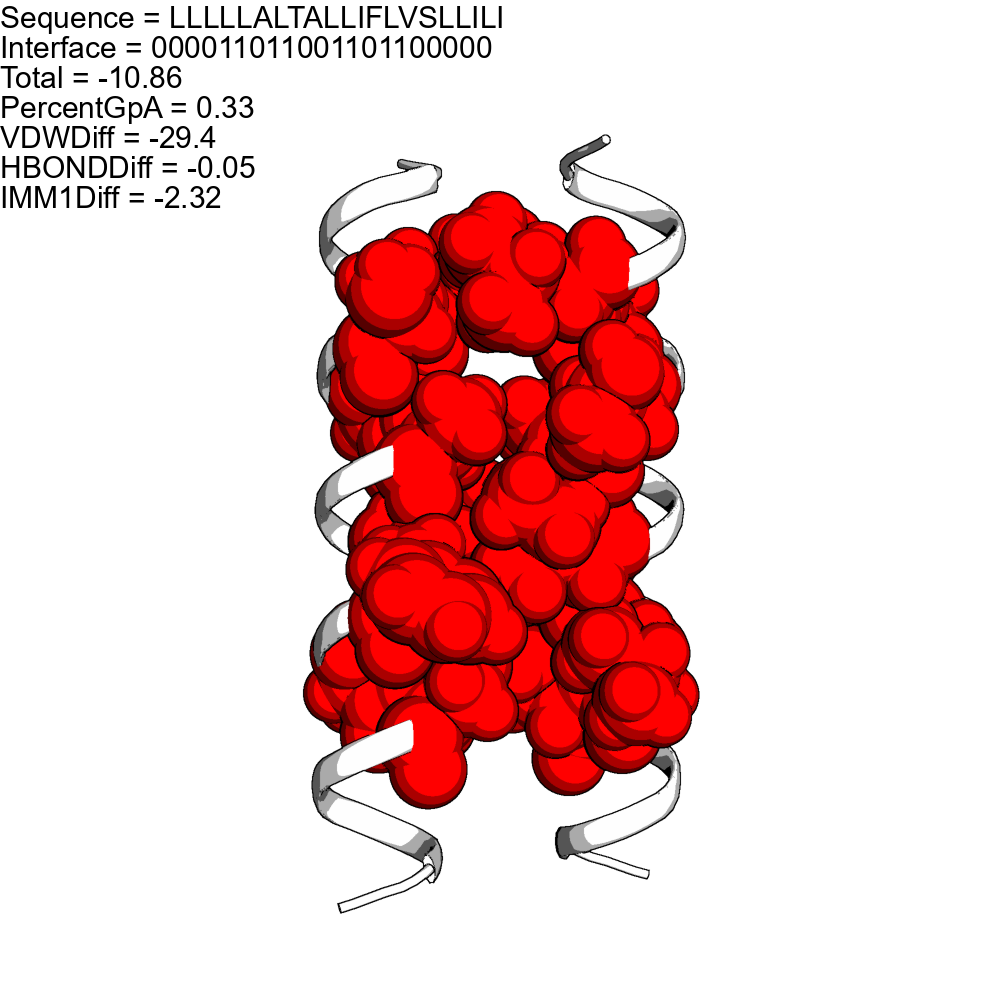 Sequence = LLLLLALTALLIFLVSLLILI
Interface = 000011011001101100000
Total = -10.86
PercentGpA = 0.33
VDWDiff = -29.4
HBONDDiff = -0.05
IMM1Diff = -2.32